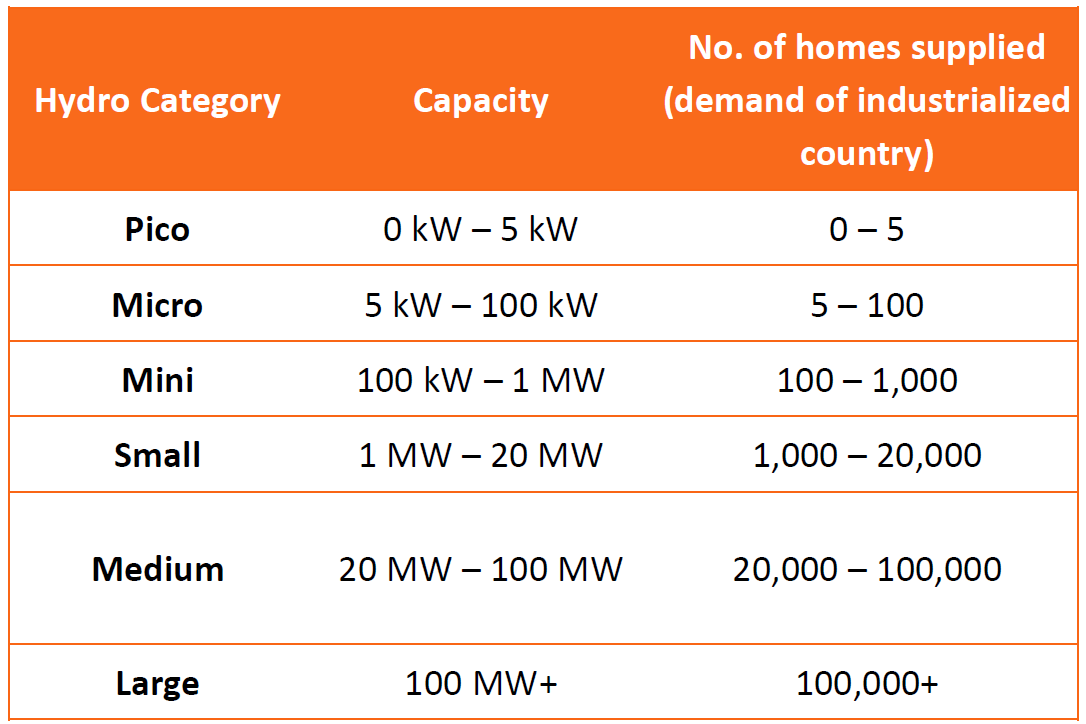 Hydro Category Capacity No. of homes supplied (demand of industrialized country)
Pico 0 kW – 5 kW 0 – 5
Micro 5 kW – 100 kW 5 – 100
Mini 100 kW – 1 MW 100 – 1,000
Small 1 MW – 20 MW 1,000 – 20,000
Medium 20 MW – 100 MW 20,000 – 100,000
Large 100 MW+ 100,000+